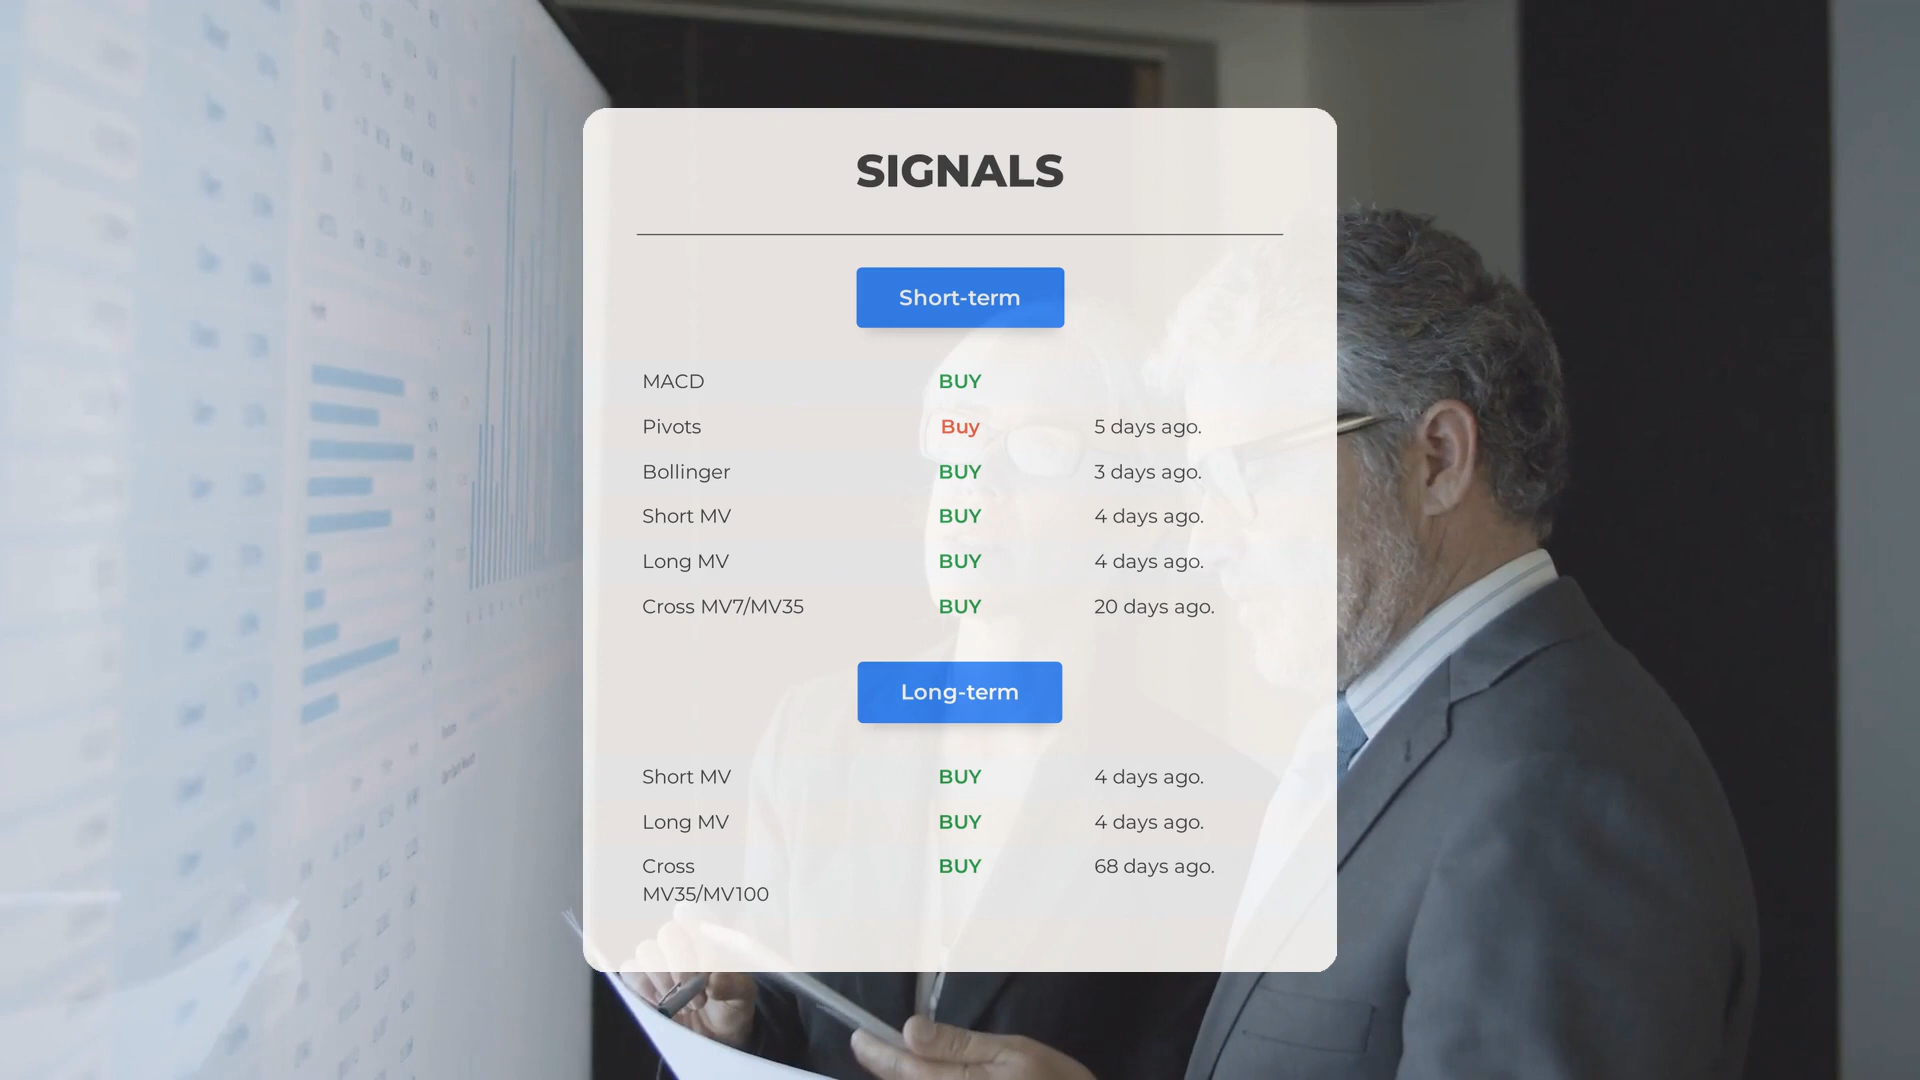 SIGNALS
Short-term
MACD BUY
Pivots Buy 5 days ago.
Bollinger BUY 3 days ago.
Short MV BUY 4 days ago.
Long MV BUY 4 days ago.
Cross MV7/MV35 BUY 20 days ago.
Long-term
Short MV BUY 4 days ago.
Long MV BUY 4 days ago.
Cross BUY 68 days ago.
MV35/MV100